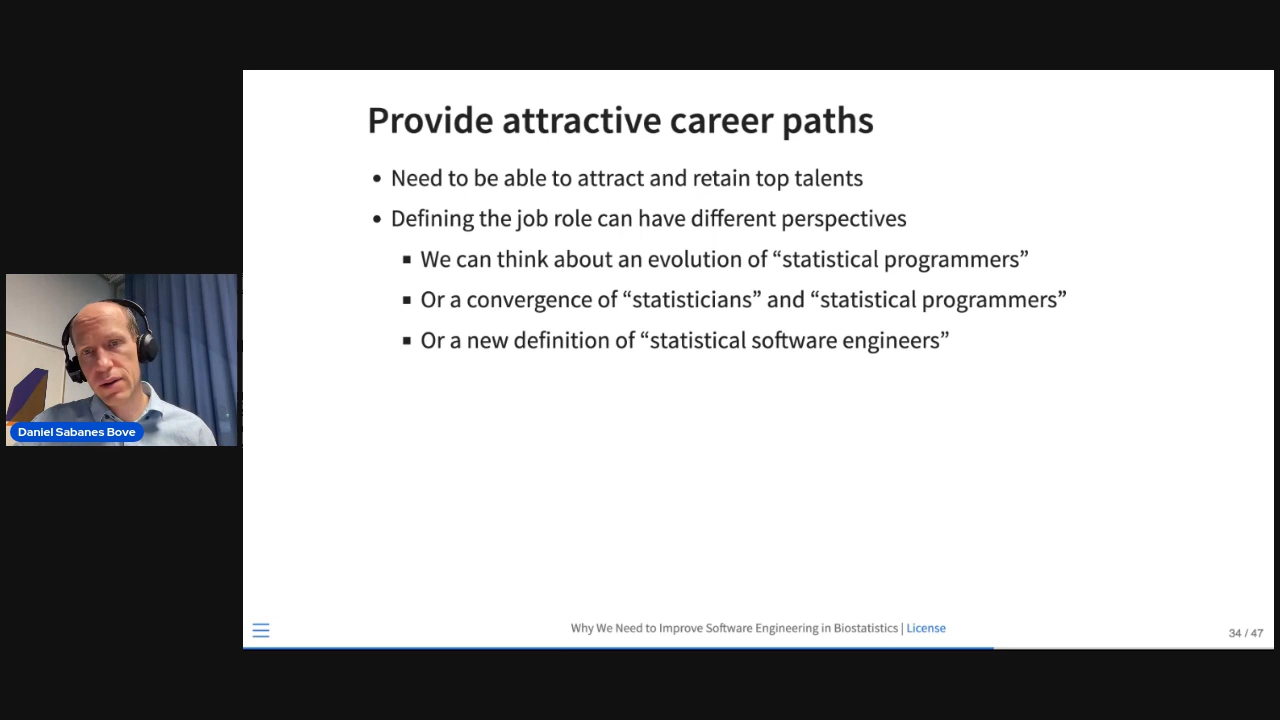 Provide attractive career paths
• Need to be able to attract and retain top talents
• Defining the job role can have different perspectives
▪ We can think about an evolution of “statistical programmers”
▪ Or a convergence of “statisticians” and “statistical programmers”
▪ Or a new definition of “statistical software engineers”
Daniel Sabanes Bove
Why We Need to Improve Software Engineering in Biostatistics | License
34 / 47